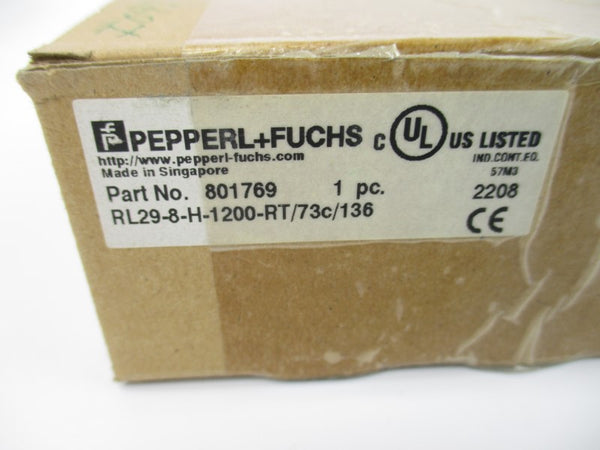 PEPPERL+FUCHS C UL US LISTED
http://www.pepperl-fuchs.com IND.CONT.EQ.
Made in Singapore 57M3
Part No. 801769 1 pc. 2208
RL29-8-H-1200-RT/73c/136 CE